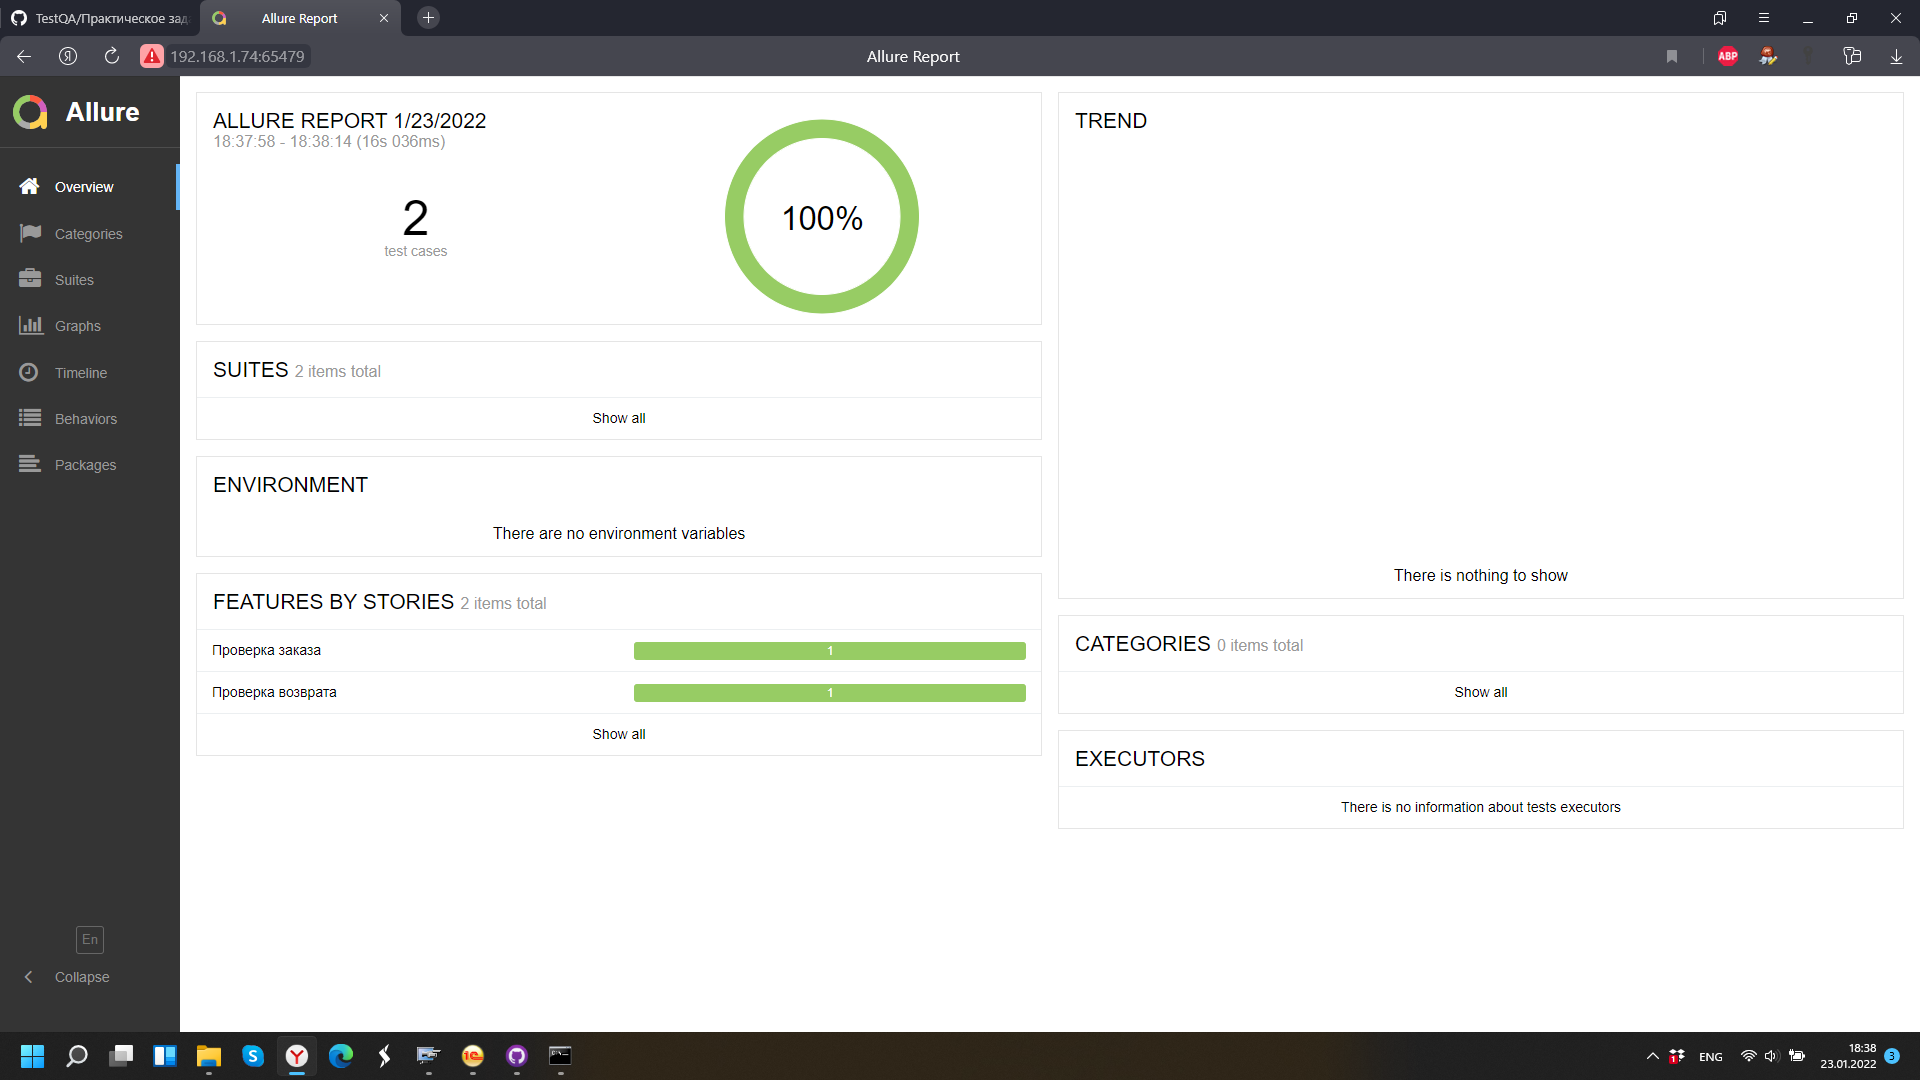 TestQA/Практическое зад
Allure Report
192.168.1.74:65479
Allure Report
ABP
Allure
Overview
Categories
Suites
Graphs
Timeline
Behaviors
Packages
En
Collapse
ALLURE REPORT 1/23/2022
18:37:58 - 18:38:14 (16s 036ms)
2
test cases
100%
SUITES 2 items total
Show all
ENVIRONMENT
There are no environment variables
FEATURES BY STORIES 2 items total
Проверка заказа 1
Проверка возврата 1
Show all
TREND
There is nothing to show
CATEGORIES 0 items total
Show all
EXECUTORS
There is no information about tests executors
ENG
18:38
23.01.2022
3